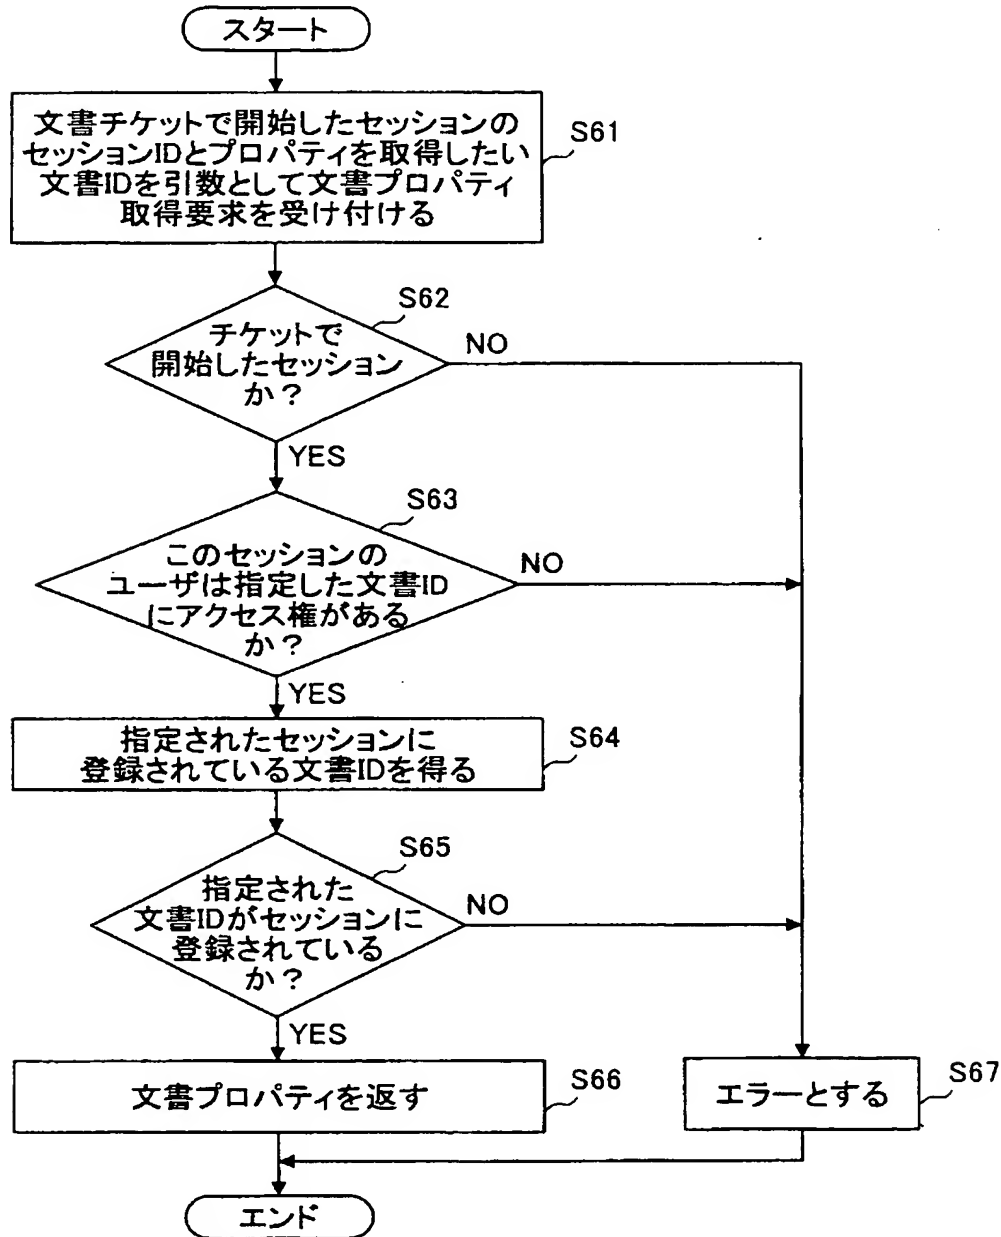 スタート
文書チケットで開始したセッションの
セッションIDとプロパティを取得したい
文書IDを引数として文書プロパティ
取得要求を受け付ける
S61
S62
チケットで
開始したセッション
か？
NO
YES
S63
このセッションの
ユーザは指定した文書ID
にアクセス権がある
か？
NO
YES
指定されたセッションに
登録されている文書IDを得る
S64
S65
指定された
文書IDがセッションに
登録されている
か？
NO
YES
文書プロパティを返す
S66
エラーとする
S67
エンド